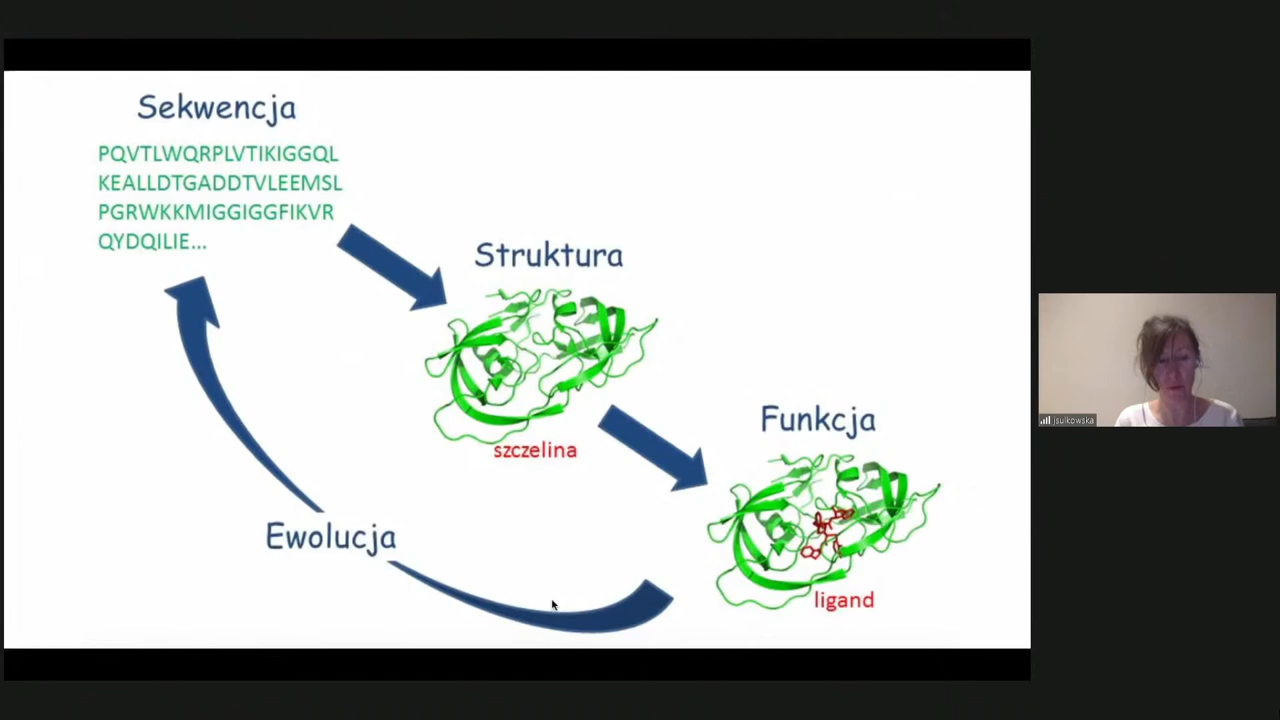 Sekwencja
PQVTLWQRPLVTIKIGGQL
KEALLDTGADDTVLEEMSL
PGRWKKMIGGIGGFIKVR
QYDQILIE...
Struktura
szczelina
Funkcja
ligand
Ewolucja
jsulkowska